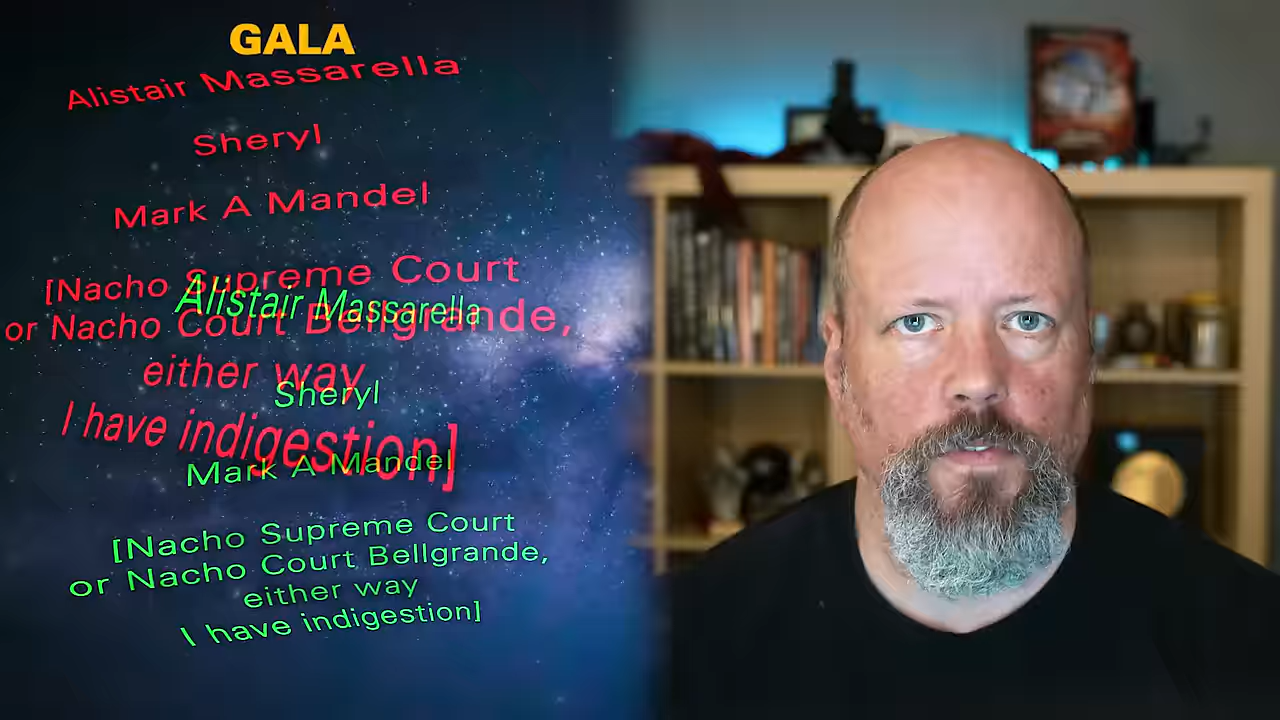 GALA
Alistair Massarella
Sheryl
Mark A Mandel
[Nacho Supreme Court
or Nacho Court Bellgrande,
either way
I have indigestion]
Alistair Massarella
Sheryl
Mark A Mandel
[Nacho Supreme Court
or Nacho Court Bellgrande,
either way
I have indigestion]